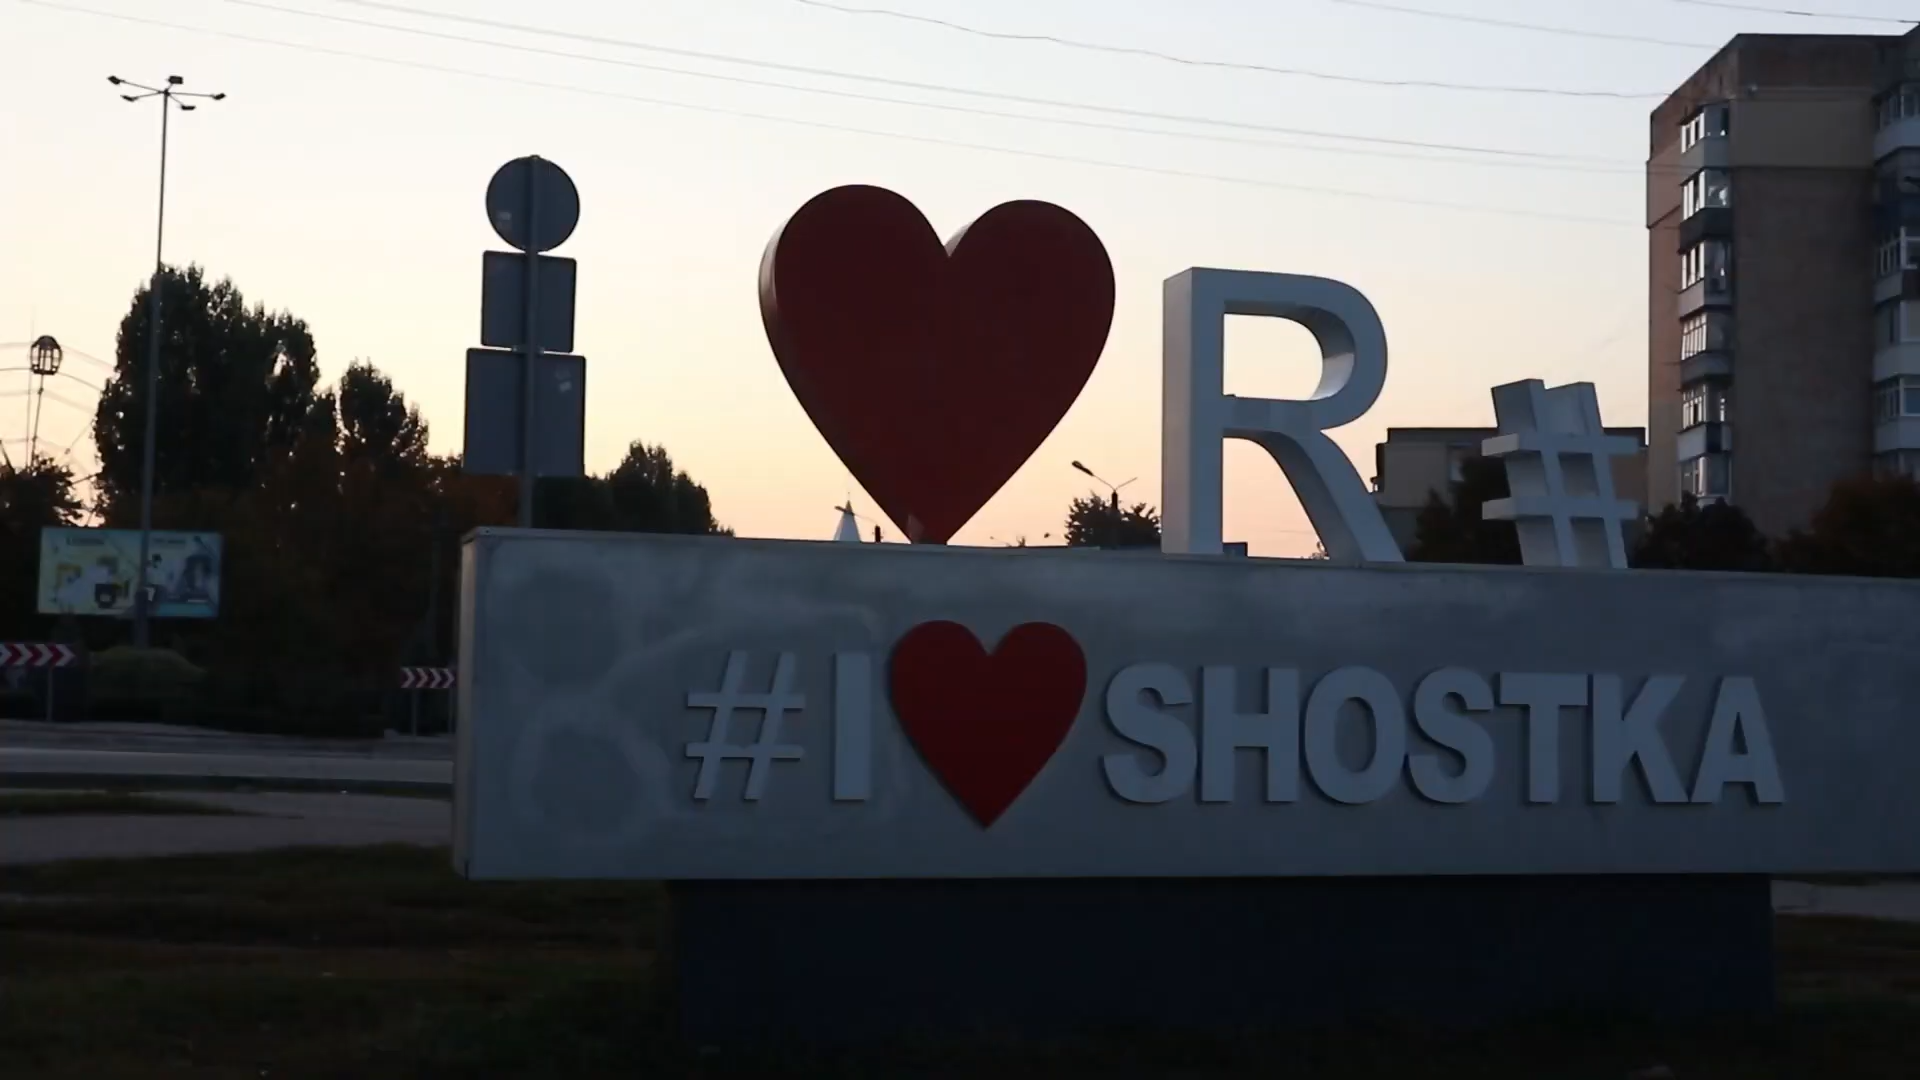 ❤ R #
#I ❤ SHOSTKA